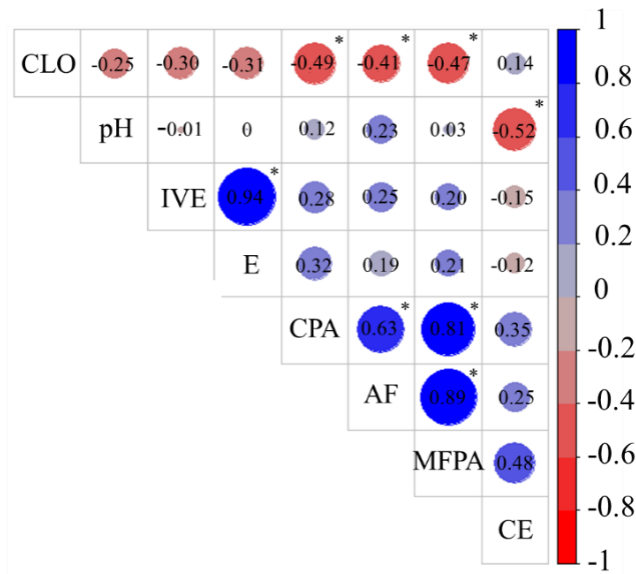 CLO -0.25 -0.30 -0.31 -0.49* -0.41* -0.47* 0.14
pH -0.01 0 0.12 0.23 0.03 -0.52*
IVE 0.94* 0.28 0.25 0.20 -0.15
E 0.32 0.19 0.21 -0.12
CPA 0.63* 0.81* 0.35
AF 0.89* 0.25
MFPA 0.48
CE
1
0.8
0.6
0.4
0.2
0
-0.2
-0.4
-0.6
-0.8
-1